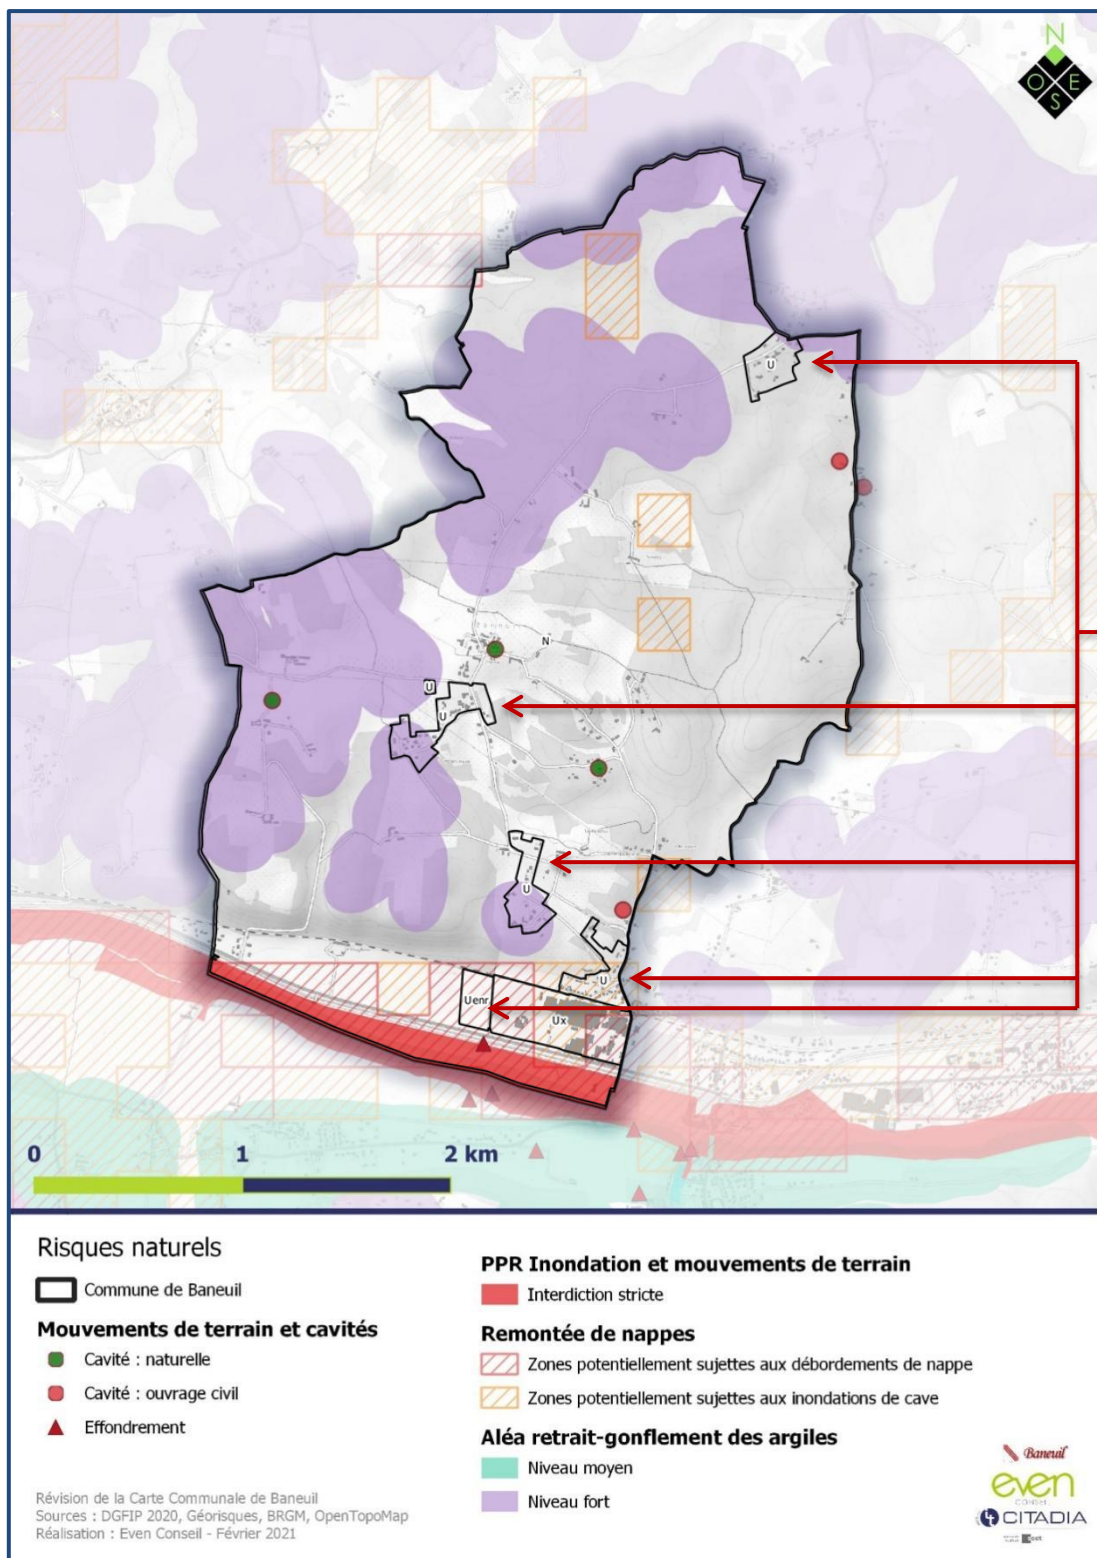 N
O E
S
U
N
U
U
U
U
Uenr
Ux
0 1 2 km
Risques naturels
Commune de Baneuil
Mouvements de terrain et cavités
Cavité : naturelle
Cavité : ouvrage civil
Effondrement
PPR Inondation et mouvements de terrain
Interdiction stricte
Remontée de nappes
Zones potentiellement sujettes aux débordements de nappe
Zones potentiellement sujettes aux inondations de cave
Aléa retrait-gonflement des argiles
Niveau moyen
Niveau fort
Révision de la Carte Communale de Baneuil
Sources : DGFIP 2020, Géorisques, BRGM, OpenTopoMap
Réalisation : Even Conseil - Février 2021
Baneuil
even
CONSEIL
CITADIA